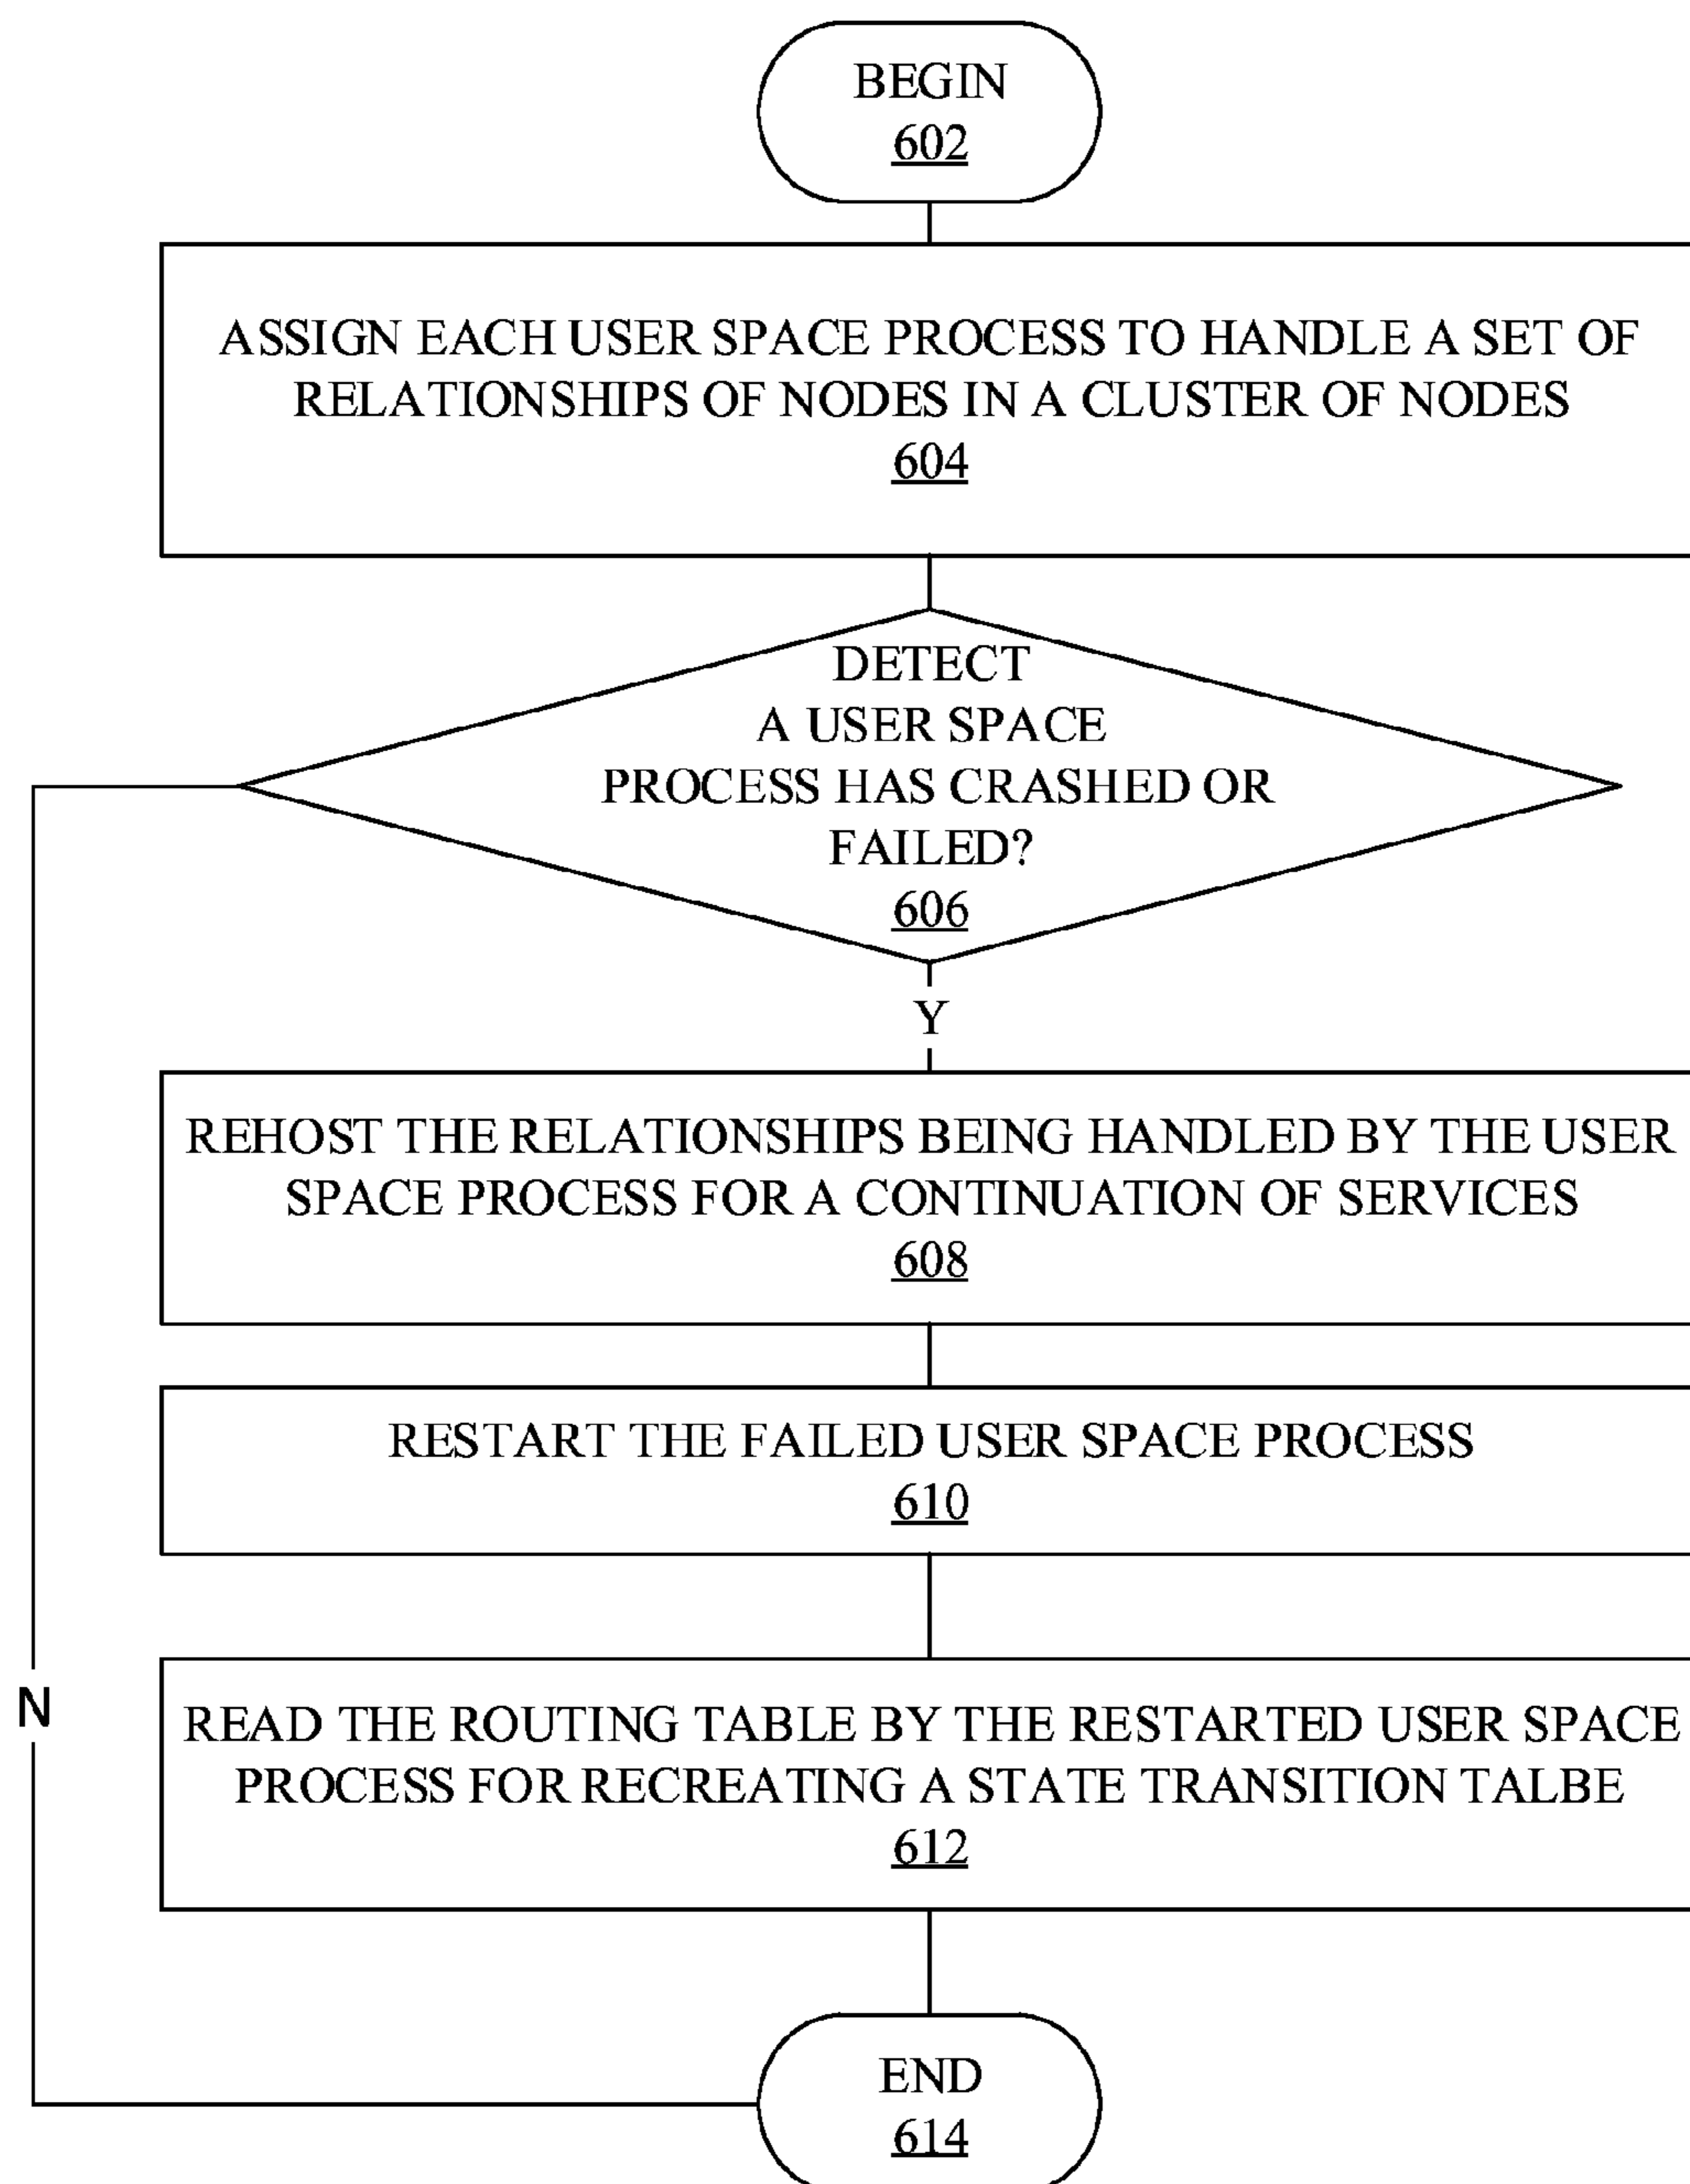 BEGIN
602
ASSIGN EACH USER SPACE PROCESS TO HANDLE A SET OF
RELATIONSHIPS OF NODES IN A CLUSTER OF NODES
604
DETECT
A USER SPACE
PROCESS HAS CRASHED OR
FAILED?
606
Y
REHOST THE RELATIONSHIPS BEING HANDLED BY THE USER
SPACE PROCESS FOR A CONTINUATION OF SERVICES
608
RESTART THE FAILED USER SPACE PROCESS
610
N
READ THE ROUTING TABLE BY THE RESTARTED USER SPACE
PROCESS FOR RECREATING A STATE TRANSITION TALBE
612
END
614